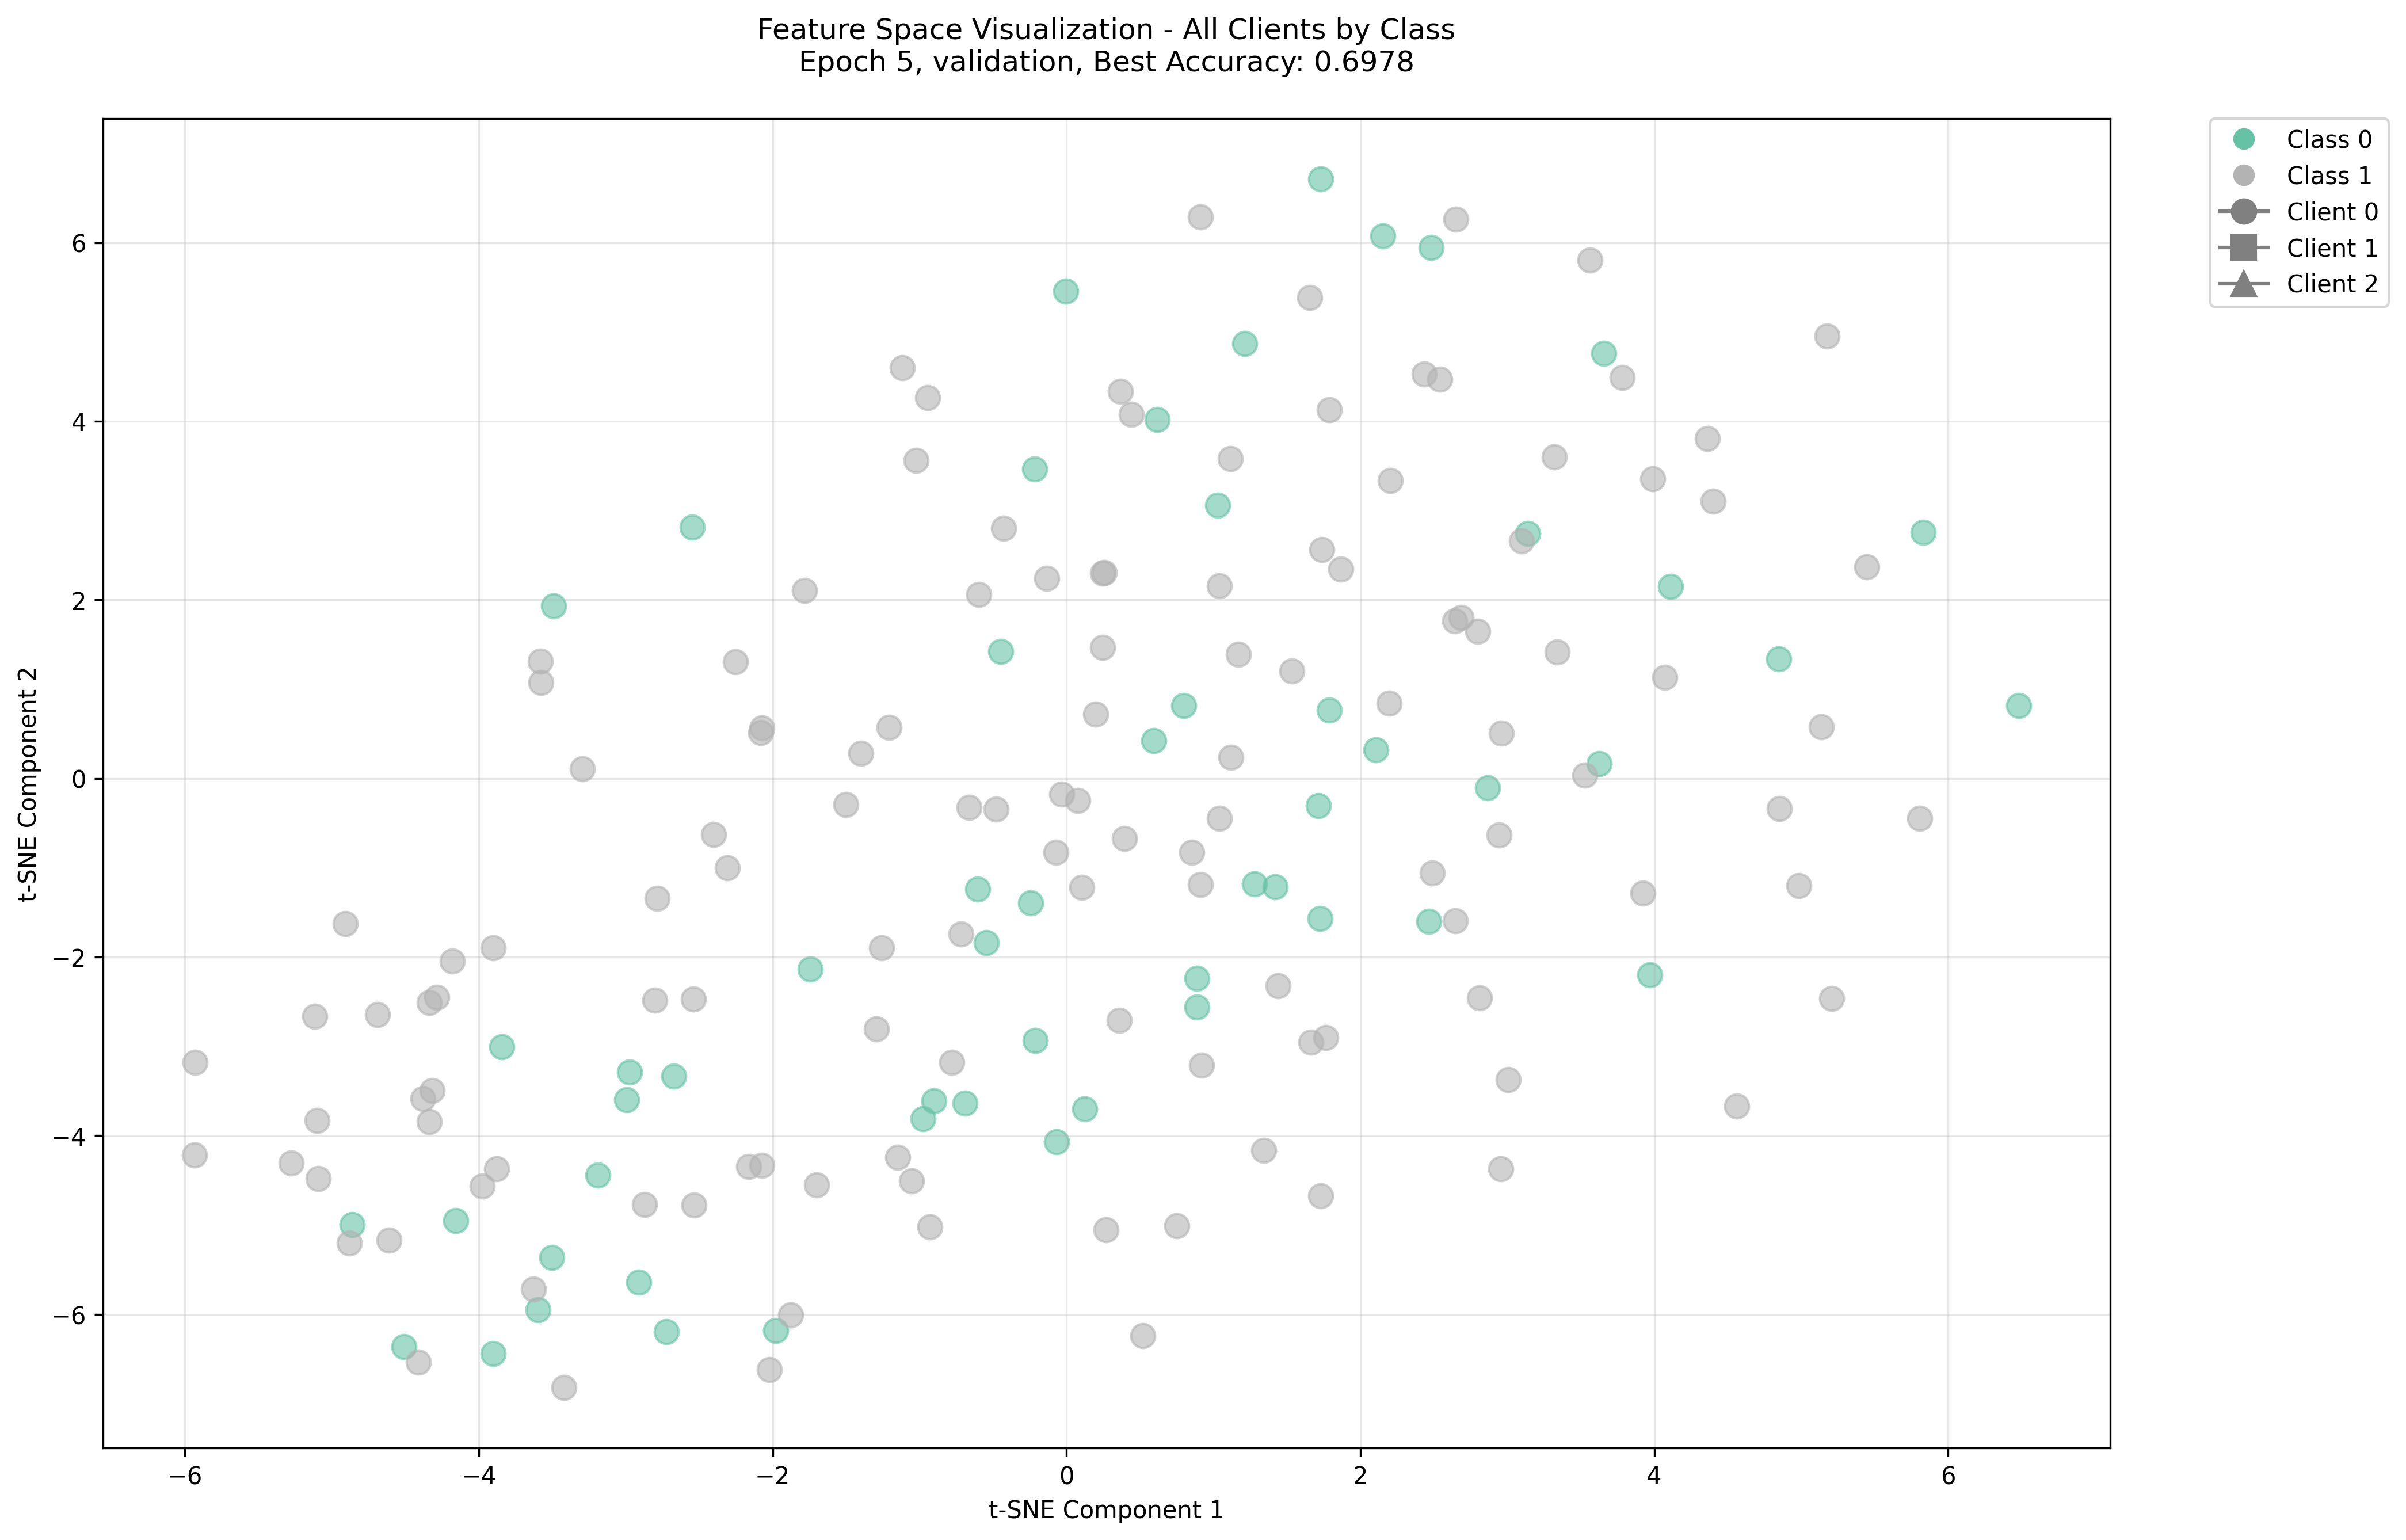 Feature Space Visualization - All Clients by Class
Epoch 5, validation, Best Accuracy: 0.6978
Class 0
Class 1
Client 0
Client 1
Client 2
t-SNE Component 2
6
4
2
0
−2
−4
−6
−6
−4
−2
0
2
4
6
t-SNE Component 1